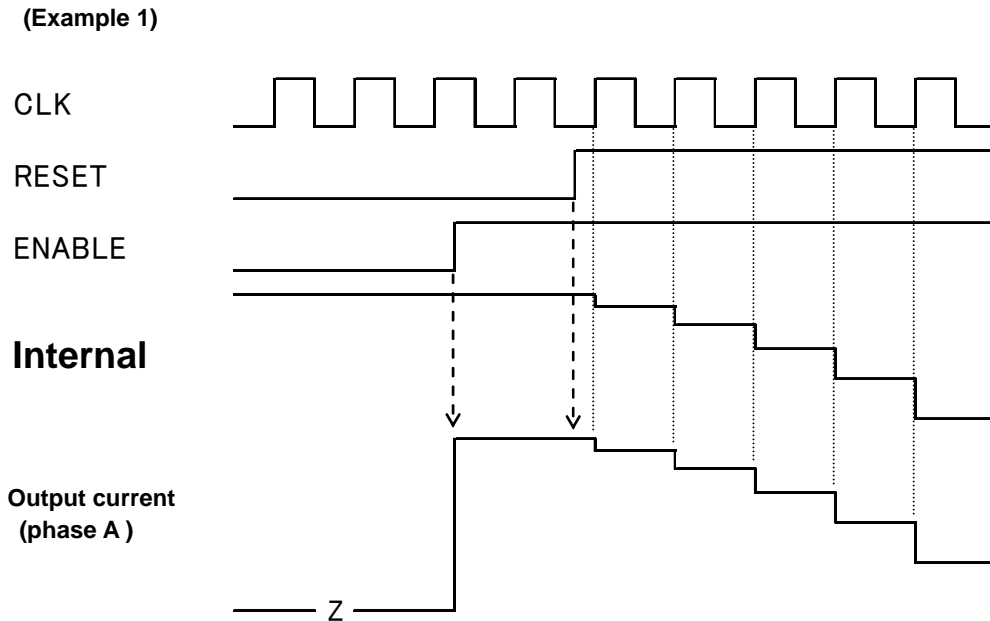 (Example 1)
CLK
RESET
ENABLE
Internal
Output current
(phase A )
Z